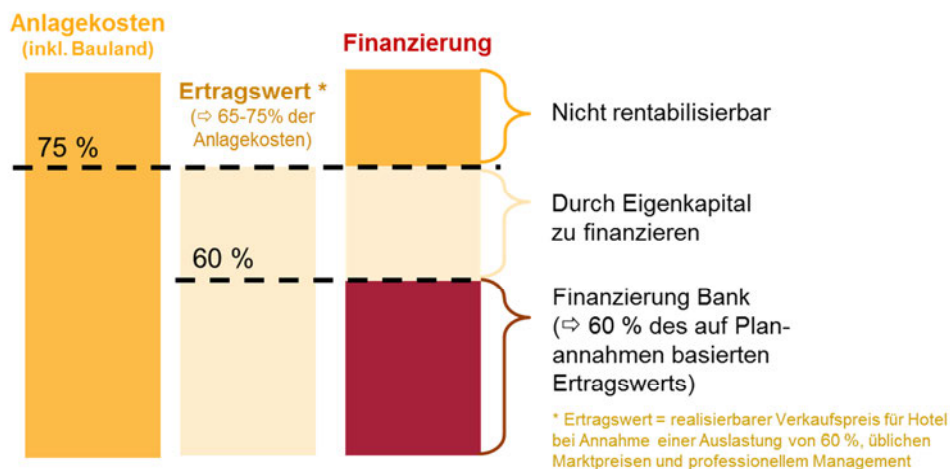 Anlagekosten
(inkl. Bauland)
Finanzierung
Ertragswert *
(⇨ 65-75% der
Anlagekosten)
75 %
60 %
Nicht rentabilisierbar
Durch Eigenkapital
zu finanzieren
Finanzierung Bank
(⇨ 60 % des auf Plan-
annahmen basierten
Ertragswerts)
* Ertragswert = realisierbarer Verkaufspreis für Hotel
bei Annahme einer Auslastung von 60 %, üblichen
Marktpreisen und professionellem Management